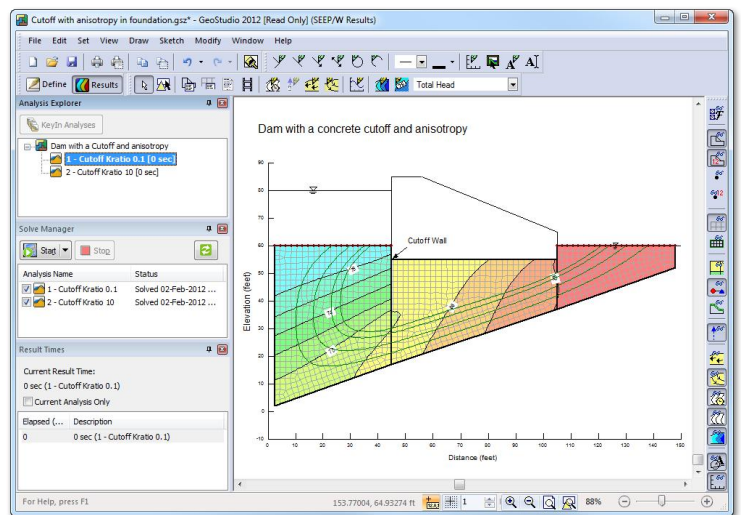 Cutoff with anisotropy in foundation.gsz* - GeoStudio 2012 [Read Only] (SEEP/W Results)
File Edit Set View Draw Sketch Modify Window Help
Define Results Total Head
Analysis Explorer
KeyIn Analyses
Dam with a Cutoff and anisotropy
1 - Cutoff Kratio 0.1 [0 sec]
2 - Cutoff Kratio 10 [0 sec]
Solve Manager
Start Stop
Analysis Name Status
1 - Cutoff Kratio 0.1 Solved 02-Feb-2012 ...
2 - Cutoff Kratio 10 Solved 02-Feb-2012 ...
Result Times
Current Result Time:
0 sec (1 - Cutoff Kratio 0.1)
Current Analysis Only
Elapsed (... Description
0 0 sec (1 - Cutoff Kratio 0.1)
Dam with a concrete cutoff and anisotropy
Cutoff Wall
Elevation (feet)
90
80
70
60
50
40
30
20
10
0
-10
0 10 20 30 40 50 60 70 80 90 100 110 120 130 140 150
Distance (feet)
For Help, press F1 153.77004, 64.93274 ft 1 88%